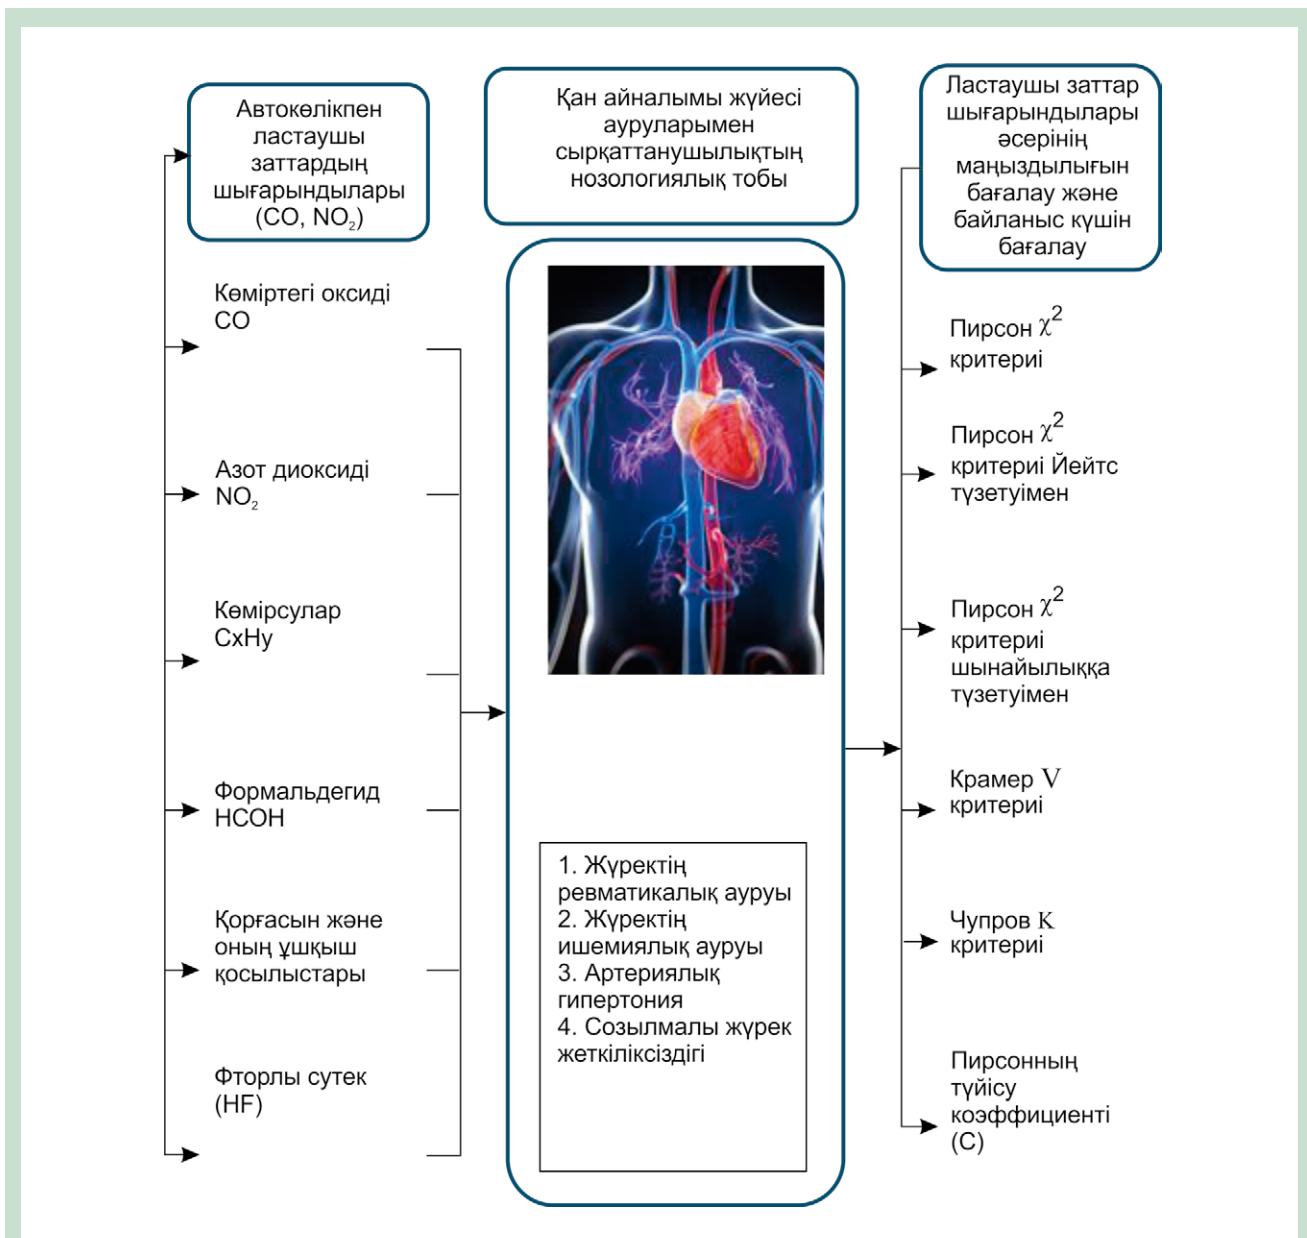 Автокөлікпен
ластаушы
заттардың
шығарындылары
(CO, NO₂)
Көміртегі оксиді
CO
Азот диоксиді
NO₂
Көмірсулар
CxHy
Формальдегид
HCOH
Қорғасын және
оның ұшқыш
қосылыстары
Фторлы сутек
(HF)
Қан айналымы жүйесі
ауруларымен
сырқаттанушылықтың
нозологиялық тобы
1. Жүректің
ревматикалық ауруы
2. Жүректің
ишемиялық ауруы
3. Артериялық
гипертония
4. Созылмалы жүрек
жеткіліксіздігі
Ластаушы заттар
шығарындылары
әсерінің
маңыздылығын
бағалау және
байланыс күшін
бағалау
Пирсон χ²
критериі
Пирсон χ²
критериі Йейтс
түзетуімен
Пирсон χ²
критериі
шынайылыққа
түзетуімен
Крамер V
критериі
Чупров К
критериі
Пирсонның
түйісу
коэффициенті
(С)